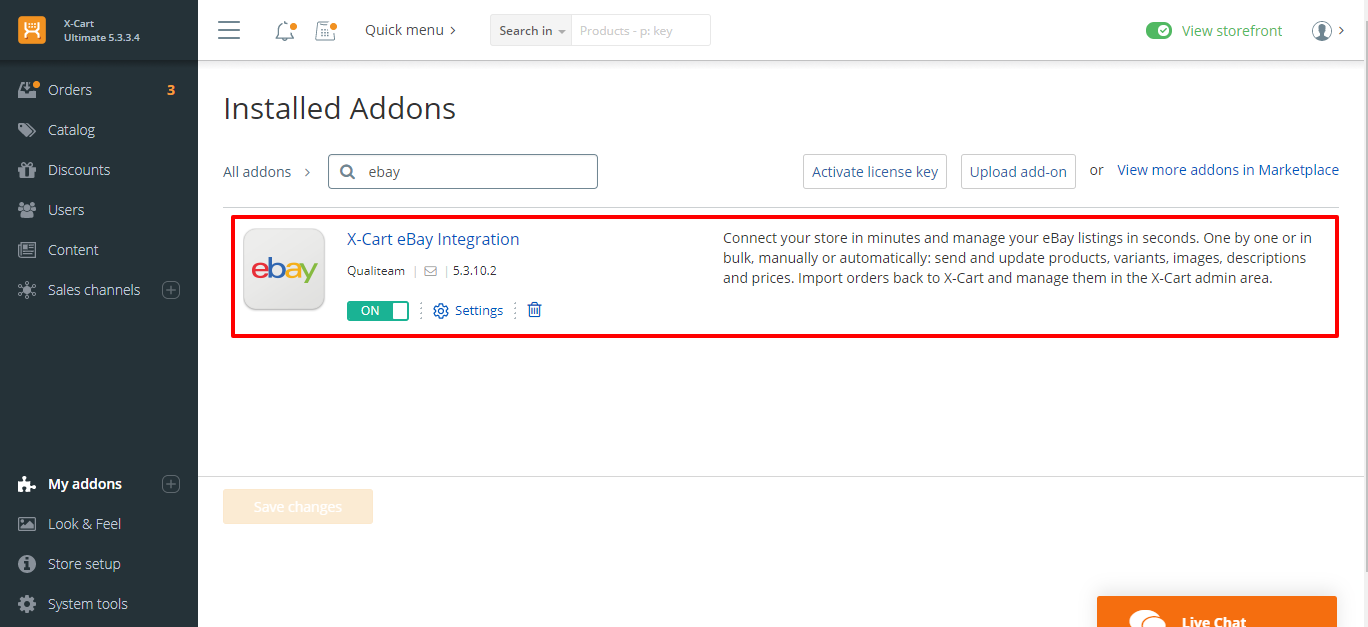 X-Cart
Ultimate 5.3.3.4
Quick menu
Search in
Products - p: key
View storefront
Orders 3
Catalog
Discounts
Users
Content
Sales channels
My addons
Look & Feel
Store setup
System tools
Installed Addons
All addons
ebay
Activate license key
Upload add-on
or
View more addons in Marketplace
ebay
X-Cart eBay Integration
Qualiteam | 5.3.10.2
ON
Settings
Connect your store in minutes and manage your eBay listings in seconds. One by one or in
bulk, manually or automatically: send and update products, variants, images, descriptions
and prices. Import orders back to X-Cart and manage them in the X-Cart admin area.
Save changes
Live Chat